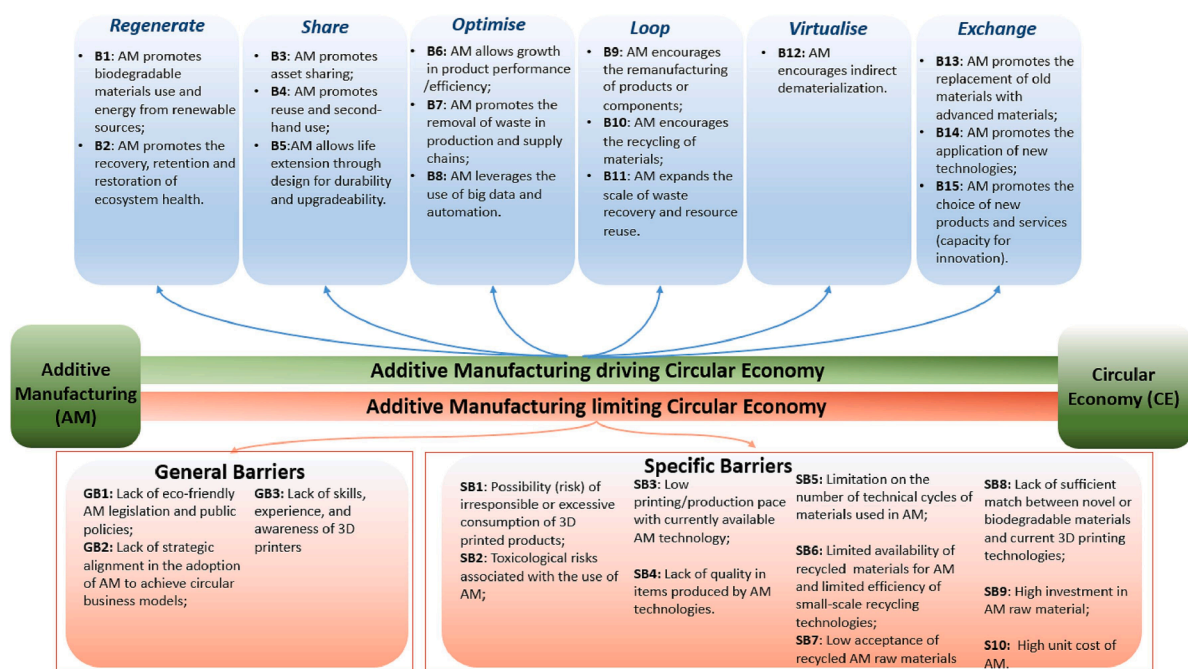 Regenerate
• B1: AM promotes
biodegradable
materials use and
energy from renewable
sources;
• B2: AM promotes the
recovery, retention and
restoration of
ecosystem health.
Share
• B3: AM promotes
asset sharing;
• B4: AM promotes
reuse and second-
hand use;
• B5:AM allows life
extension through
design for durability
and upgradeability.
Optimise
• B6: AM allows growth
in product performance
/efficiency;
• B7: AM promotes the
removal of waste in
production and supply
chains;
• B8: AM leverages the
use of big data and
automation.
Loop
• B9: AM encourages
the remanufacturing
of products or
components;
• B10: AM encourages
the recycling of
materials;
• B11: AM expands the
scale of waste
recovery and resource
reuse.
Virtualise
• B12: AM
encourages indirect
dematerialization.
Exchange
• B13: AM promotes the
replacement of old
materials with
advanced materials;
• B14: AM promotes the
application of new
technologies;
• B15: AM promotes the
choice of new
products and services
(capacity for
innovation).
Additive
Manufacturing
(AM)
Additive Manufacturing driving Circular Economy
Additive Manufacturing limiting Circular Economy
Circular
Economy (CE)
General Barriers
GB1: Lack of eco-friendly
AM legislation and public
policies;
GB2: Lack of strategic
alignment in the adoption
of AM to achieve circular
business models;
GB3: Lack of skills,
experience, and
awareness of 3D
printers
Specific Barriers
SB1: Possibility (risk) of
irresponsible or excessive
consumption of 3D
printed products;
SB2: Toxicological risks
associated with the use of
AM;
SB3: Low
printing/production pace
with currently available
AM technology;
SB4: Lack of quality in
items produced by AM
technologies.
SB5: Limitation on the
number of technical cycles of
materials used in AM;
SB6: Limited availability of
recycled materials for AM
and limited efficiency of
small-scale recycling
technologies;
SB7: Low acceptance of
recycled AM raw materials
SB8: Lack of sufficient
match between novel or
biodegradable materials
and current 3D printing
technologies;
SB9: High investment in
AM raw material;
S10: High unit cost of
AM.